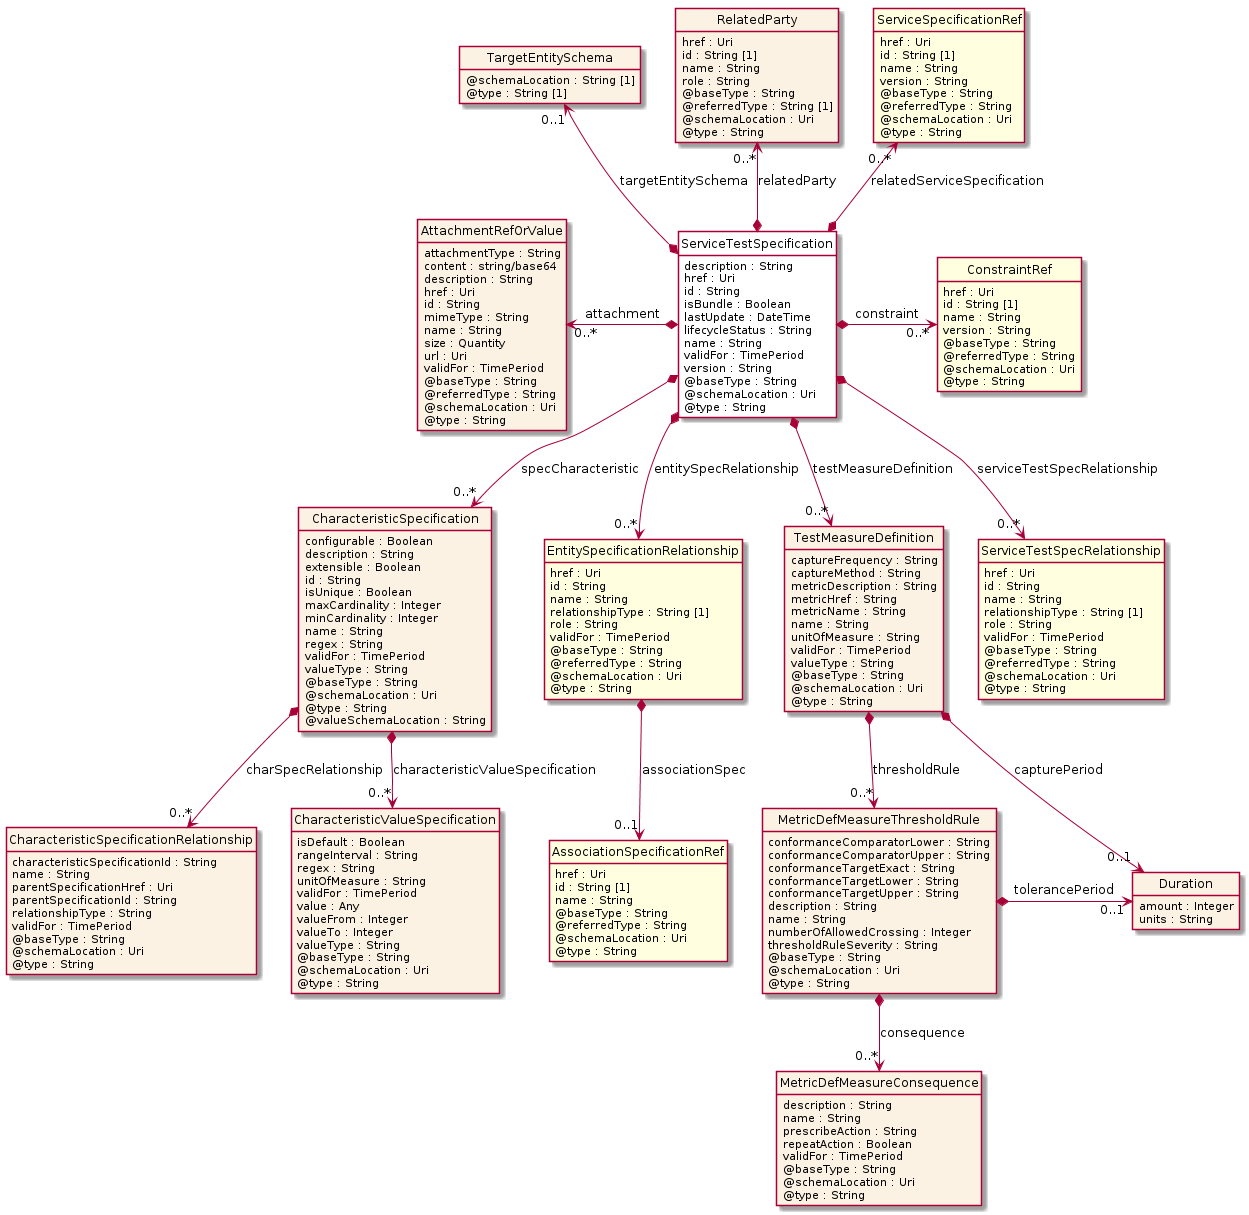 TargetEntitySchema
@schemaLocation : String [1]
@type : String [1]
RelatedParty
href : Uri
id : String [1]
name : String
role : String
@baseType : String
@referredType : String [1]
@schemaLocation : Uri
@type : String
ServiceSpecificationRef
href : Uri
id : String [1]
name : String
version : String
@baseType : String
@referredType : String
@schemaLocation : Uri
@type : String
0..1
0..*
0..*
targetEntitySchema
relatedParty
relatedServiceSpecification
AttachmentRefOrValue
attachmentType : String
content : string/base64
description : String
href : Uri
id : String
mimeType : String
name : String
size : Quantity
url : Uri
validFor : TimePeriod
@baseType : String
@referredType : String
@schemaLocation : Uri
@type : String
attachment
0..*
ServiceTestSpecification
description : String
href : Uri
id : String
isBundle : Boolean
lastUpdate : DateTime
lifecycleStatus : String
name : String
validFor : TimePeriod
version : String
@baseType : String
@schemaLocation : Uri
@type : String
constraint
0..*
ConstraintRef
href : Uri
id : String [1]
name : String
version : String
@baseType : String
@referredType : String
@schemaLocation : Uri
@type : String
specCharacteristic
entitySpecRelationship
testMeasureDefinition
serviceTestSpecRelationship
0..*
0..*
0..*
0..*
CharacteristicSpecification
configurable : Boolean
description : String
extensible : Boolean
id : String
isUnique : Boolean
maxCardinality : Integer
minCardinality : Integer
name : String
regex : String
validFor : TimePeriod
valueType : String
@baseType : String
@schemaLocation : Uri
@type : String
@valueSchemaLocation : String
EntitySpecificationRelationship
href : Uri
id : String
name : String
relationshipType : String [1]
role : String
validFor : TimePeriod
@baseType : String
@referredType : String
@schemaLocation : Uri
@type : String
TestMeasureDefinition
captureFrequency : String
captureMethod : String
metricDescription : String
metricHref : String
metricName : String
name : String
unitOfMeasure : String
validFor : TimePeriod
valueType : String
@baseType : String
@schemaLocation : Uri
@type : String
ServiceTestSpecRelationship
href : Uri
id : String
name : String
relationshipType : String [1]
role : String
validFor : TimePeriod
@baseType : String
@referredType : String
@schemaLocation : Uri
@type : String
charSpecRelationship
characteristicValueSpecification
associationSpec
thresholdRule
capturePeriod
0..*
0..*
0..1
0..*
0..1
CharacteristicSpecificationRelationship
characteristicSpecificationId : String
name : String
parentSpecificationHref : Uri
parentSpecificationId : String
relationshipType : String
validFor : TimePeriod
@baseType : String
@schemaLocation : Uri
@type : String
CharacteristicValueSpecification
isDefault : Boolean
rangeInterval : String
regex : String
unitOfMeasure : String
validFor : TimePeriod
value : Any
valueFrom : Integer
valueTo : Integer
valueType : String
@baseType : String
@schemaLocation : Uri
@type : String
AssociationSpecificationRef
href : Uri
id : String [1]
name : String
@baseType : String
@referredType : String
@schemaLocation : Uri
@type : String
MetricDefMeasureThresholdRule
conformanceComparatorLower : String
conformanceComparatorUpper : String
conformanceTargetExact : String
conformanceTargetLower : String
conformanceTargetUpper : String
description : String
name : String
numberOfAllowedCrossing : Integer
thresholdRuleSeverity : String
@baseType : String
@schemaLocation : Uri
@type : String
tolerancePeriod
0..1
Duration
amount : Integer
units : String
consequence
0..*
MetricDefMeasureConsequence
description : String
name : String
prescribeAction : String
repeatAction : Boolean
validFor : TimePeriod
@baseType : String
@schemaLocation : Uri
@type : String